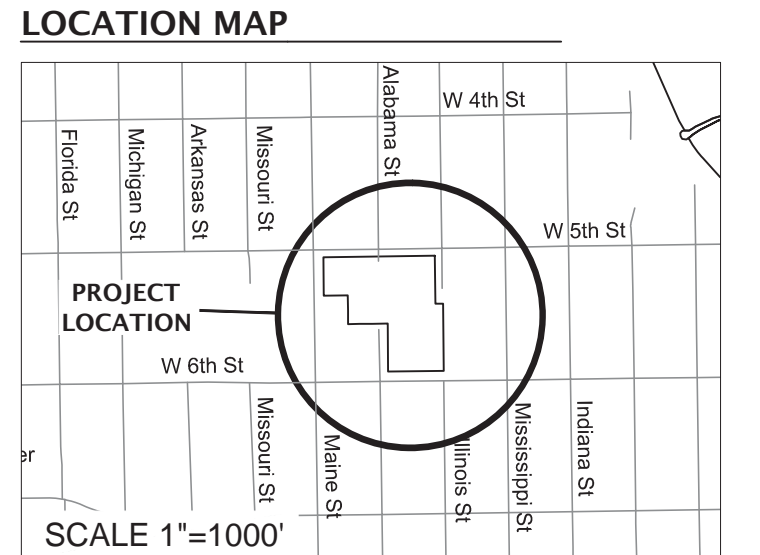 LOCATION MAP
Alabama St
W 4th St
Florida St
Michigan St
Arkansas St
Missouri St
W 5th St
PROJECT
LOCATION
W 6th St
Missouri St
Maine St
Illinois St
Mississippi St
Indiana St
er
SCALE 1"=1000'